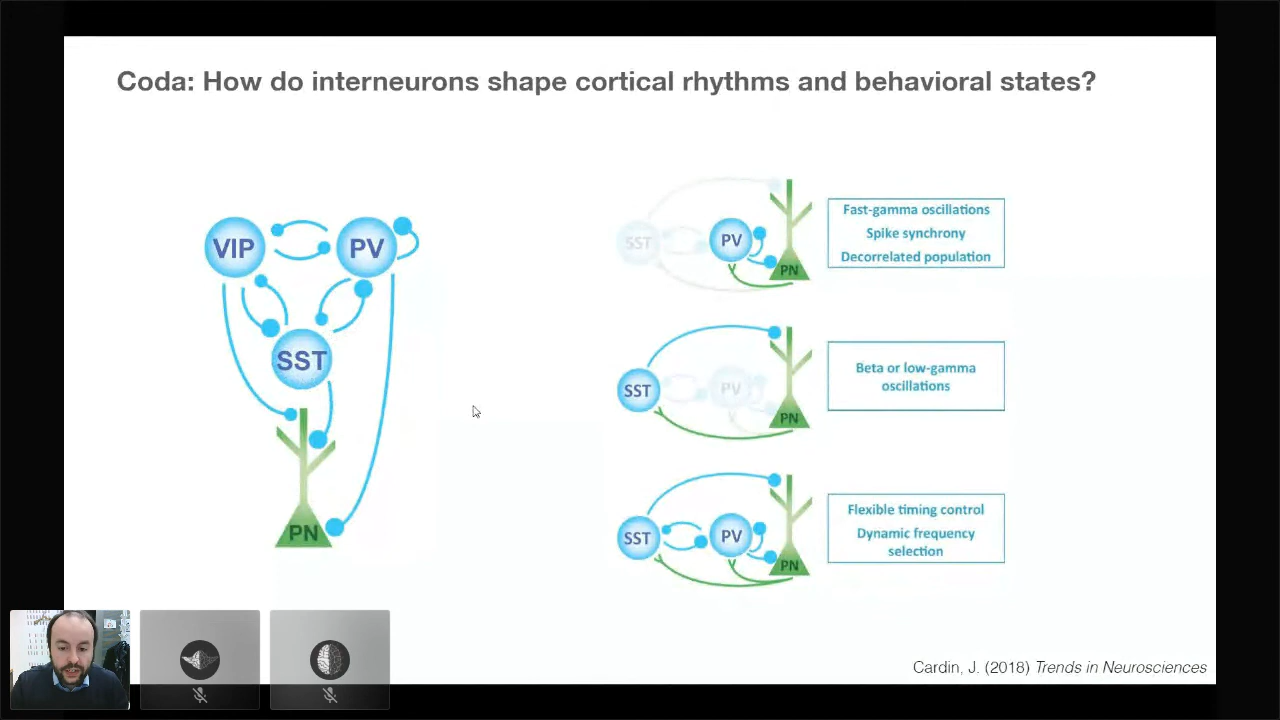 Coda: How do interneurons shape cortical rhythms and behavioral states?
VIP
PV
SST
PN
SST
PV
PN
Fast-gamma oscillations
Spike synchrony
Decorrelated population
SST
PV
PN
Beta or low-gamma
oscillations
SST
PV
PN
Flexible timing control
Dynamic frequency
selection
Cardin, J. (2018) Trends in Neurosciences